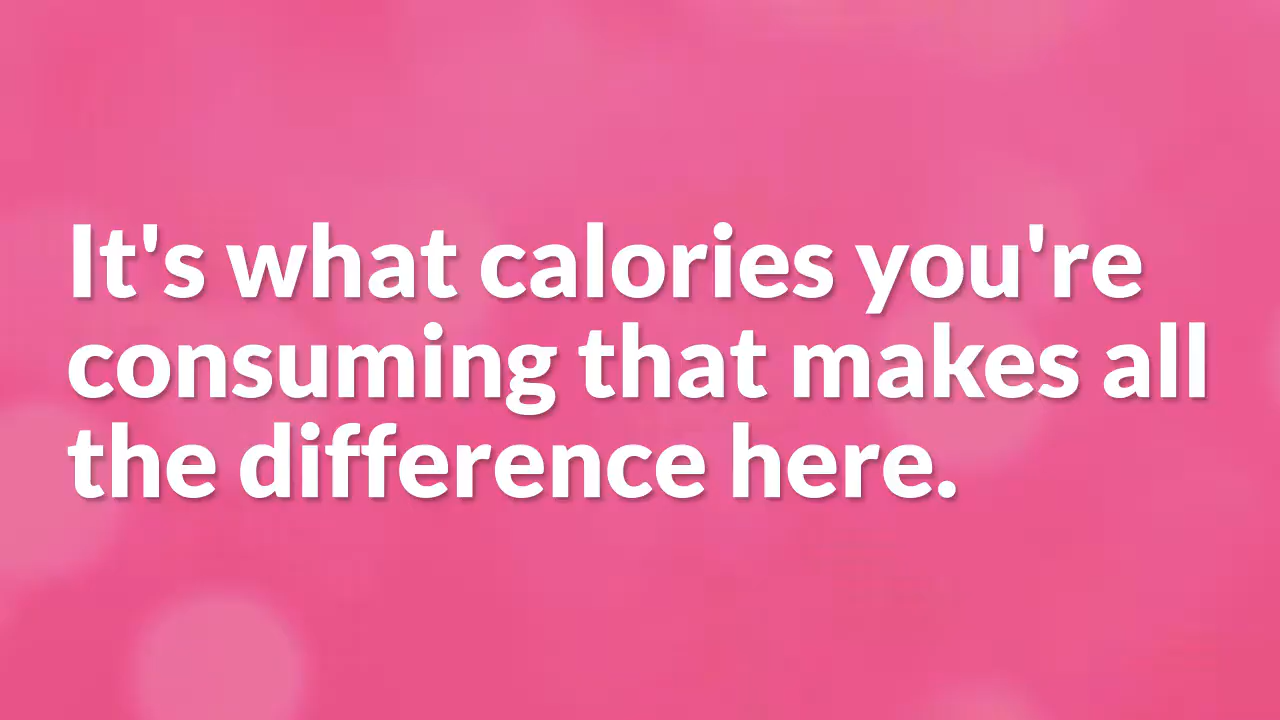 It's what calories you're
consuming that makes all
the difference here.